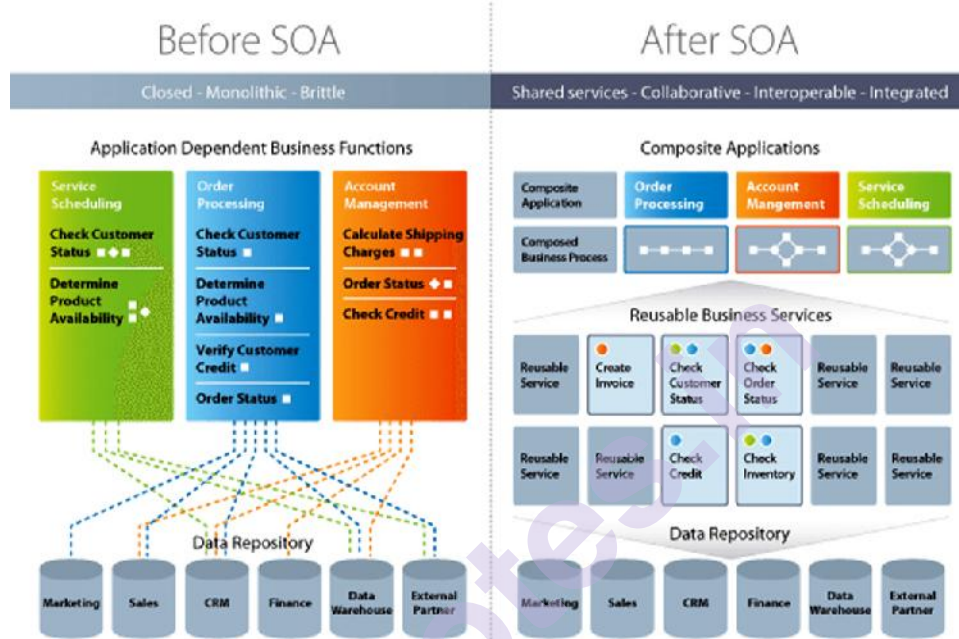 Before SOA
Closed - Monolithic - Brittle
Application Dependent Business Functions
Service
Scheduling
Check Customer
Status
Determine
Product
Availability
Order
Processing
Check Customer
Status
Determine
Product
Availability
Verify Customer
Credit
Order Status
Account
Management
Calculate Shipping
Charges
Order Status
Check Credit
Data Repository
Marketing
Sales
CRM
Finance
Data
Warehouse
External
Partner
After SOA
Shared services - Collaborative - Interoperable - Integrated
Composite Applications
Composite
Application
Order
Processing
Account
Mangement
Service
Scheduling
Composed
Business Process
Reusable Business Services
Reusable
Service
Create
Invoice
Check
Customer
Status
Check
Order
Status
Reusable
Service
Reusable
Service
Reusable
Service
Reusable
Service
Check
Credit
Check
Inventory
Reusable
Service
Reusable
Service
Data Repository
Marketing
Sales
CRM
Finance
Data
Warehouse
External
Partner
otes.in